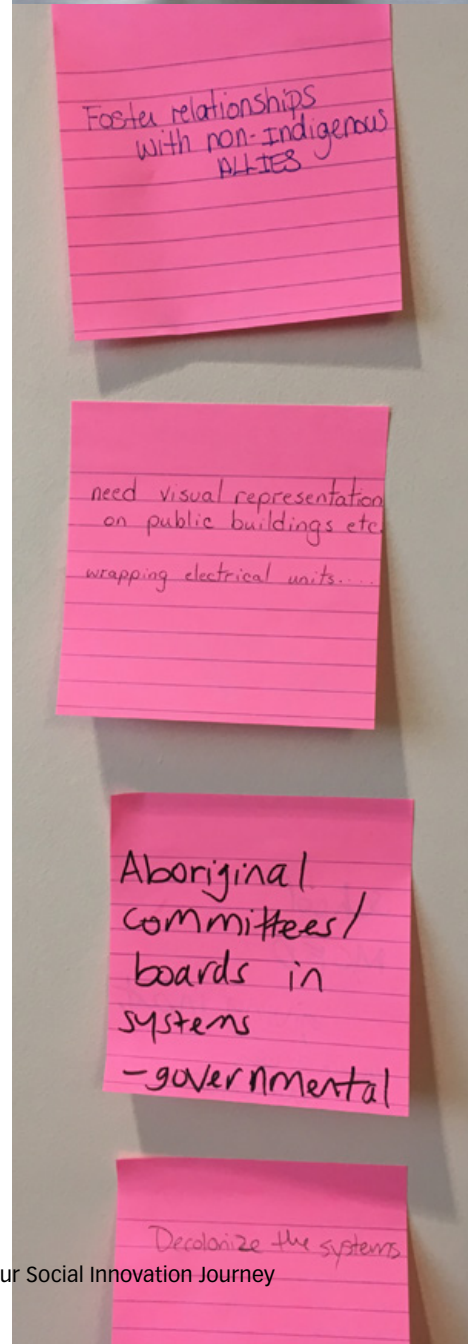 Foster relationships
with non-Indigenous
ALLIES
need visual representation
on public buildings etc.
wrapping electrical units....
Aboriginal
committees/
boards in
systems
-governmental
Decolonize the systems
ur Social Innovation Journey